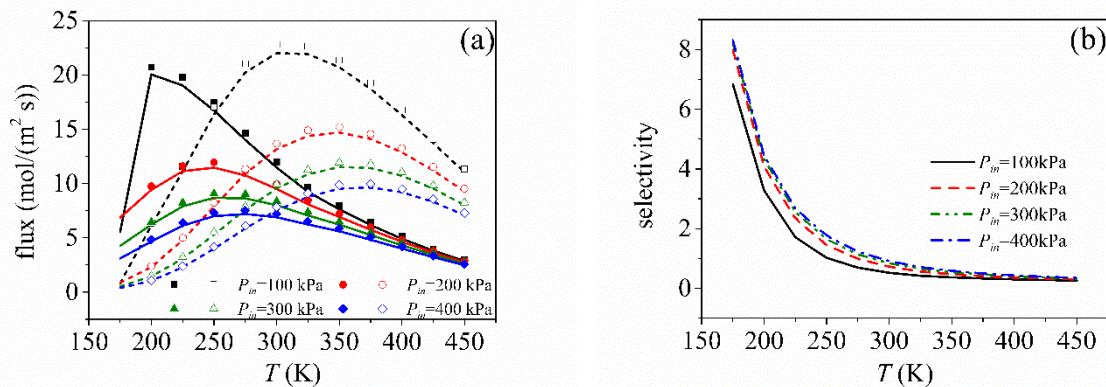 (a)
flux (mol/(m² s))
25
20
15
10
5
0
P_in=100 kPa
P_in=200 kPa
P_in=300 kPa
P_in=400 kPa
150 200 250 300 350 400 450
T (K)
(b)
selectivity
8
6
4
2
0
P_in=100kPa
P_in=200kPa
P_in=300kPa
P_in=400kPa
150 200 250 300 350 400 450
T (K)